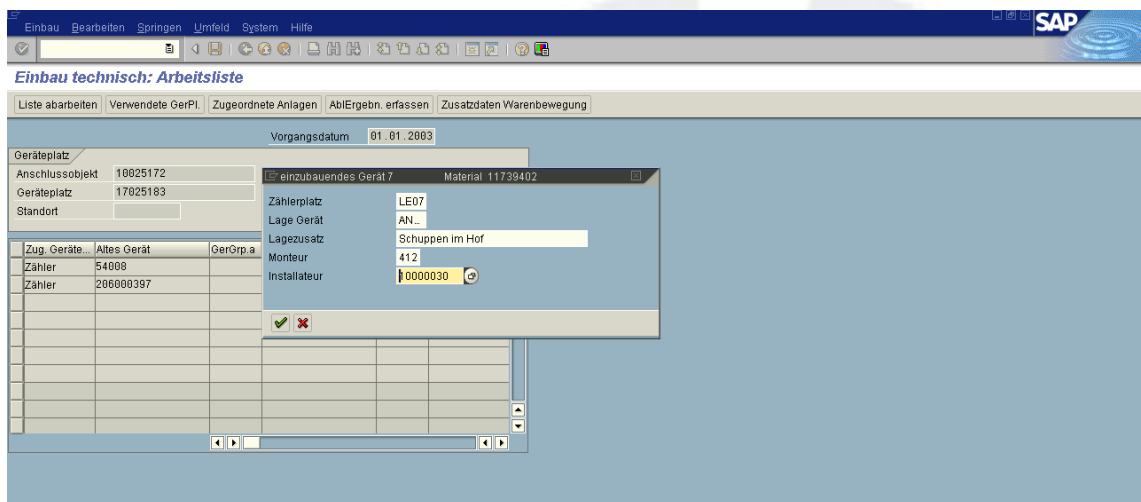 Einbau Bearbeiten Springen Umfeld System Hilfe
SAP
Einbau technisch: Arbeitsliste
Liste abarbeiten Verwendete GerPl. Zugeordnete Anlagen AblErgebn. erfassen Zusatzdaten Warenbewegung
Vorgangsdatum 01.01.2003
Geräteplatz
Anschlussobjekt 10025172
Geräteplatz 17025183
Standort
einzubauendes Gerät 7 Material 11739402
Zählerplatz LE07
Lage Gerät AN…
Lagezusatz Schuppen im Hof
Monteur 412
Installateur 10000030
Zug. Geräte... Altes Gerät GerGrp.a
Zähler 54008
Zähler 206000397